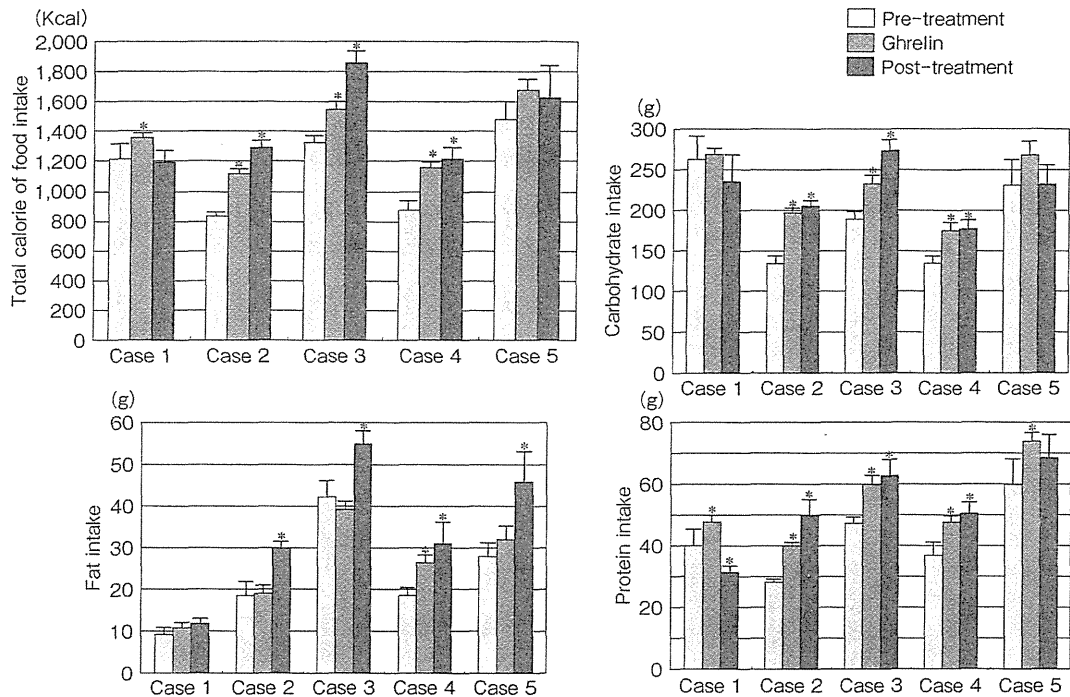 Pre-treatment
Ghrelin
Post-treatment
(Kcal)
Total calorie of food intake
2,000
1,800
1,600
1,400
1,200
1,000
800
600
400
200
0
* * * * * *
Case 1 Case 2 Case 3 Case 4 Case 5
(g)
Carbohydrate intake
300
250
200
150
100
50
0
* * * * * *
Case 1 Case 2 Case 3 Case 4 Case 5
(g)
Fat intake
60
50
40
30
20
10
0
* * * * *
Case 1 Case 2 Case 3 Case 4 Case 5
(g)
Protein intake
80
60
40
20
0
* * * * * * * * *
Case 1 Case 2 Case 3 Case 4 Case 5